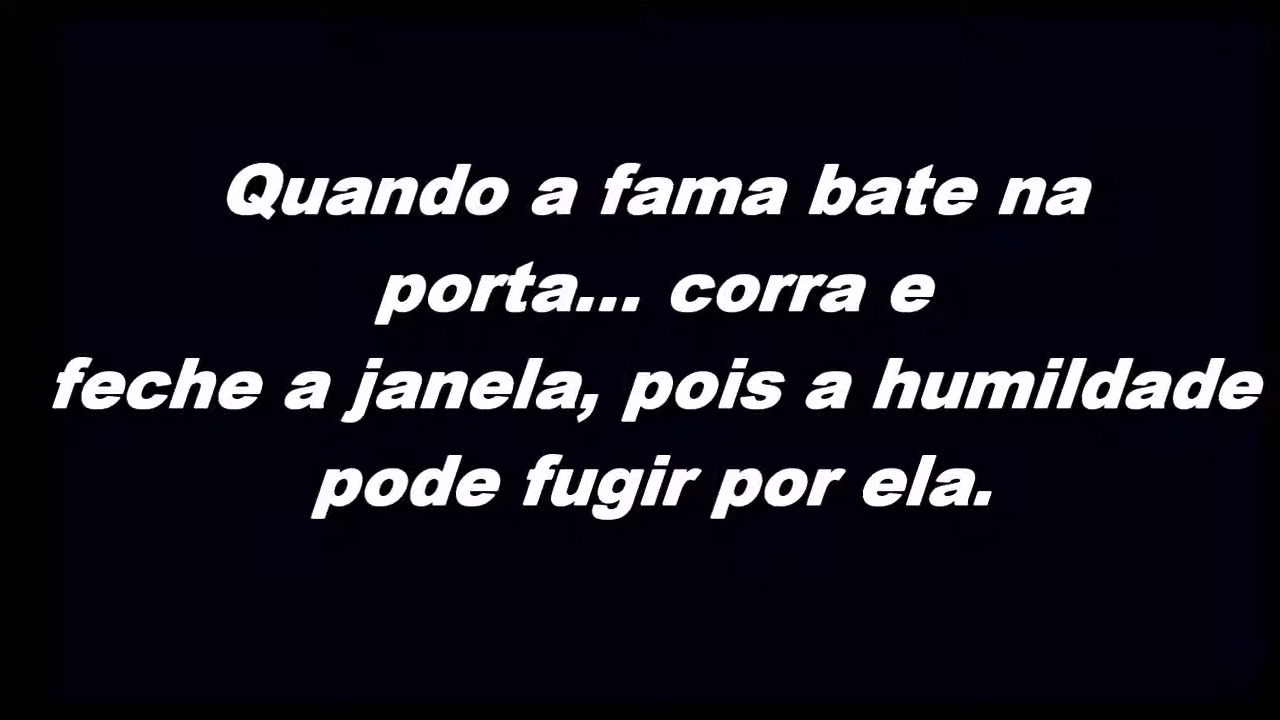 Quando a fama bate na
porta... corra e
feche a janela, pois a humildade
pode fugir por ela.